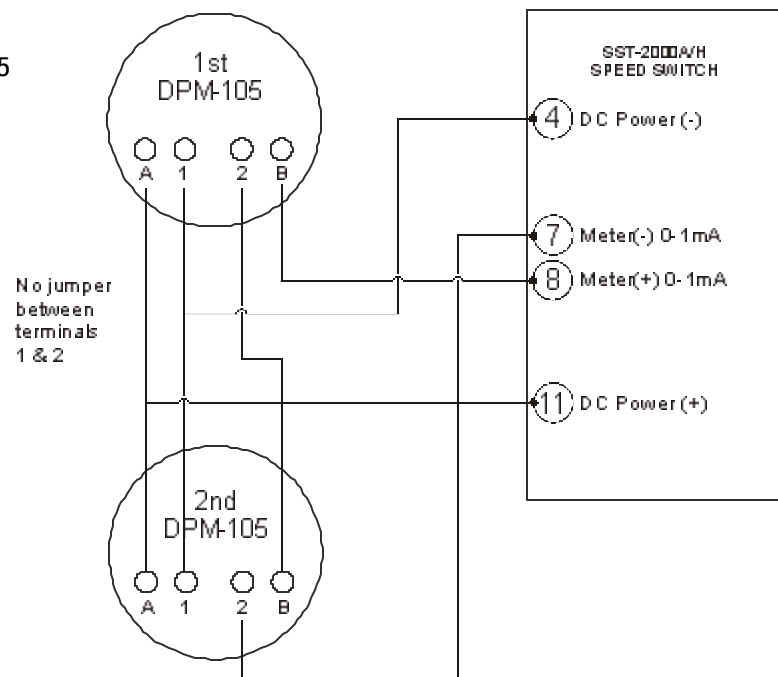 5
1st
DPM-105
A 1 2 B
SST-2000A/H
SPEED SWITCH
4 DC Power (-)
7 Meter(-) 0-1mA
8 Meter(+) 0-1mA
No jumper
between
terminals
1 & 2
11 DC Power (+)
2nd
DPM-105
A 1 2 B